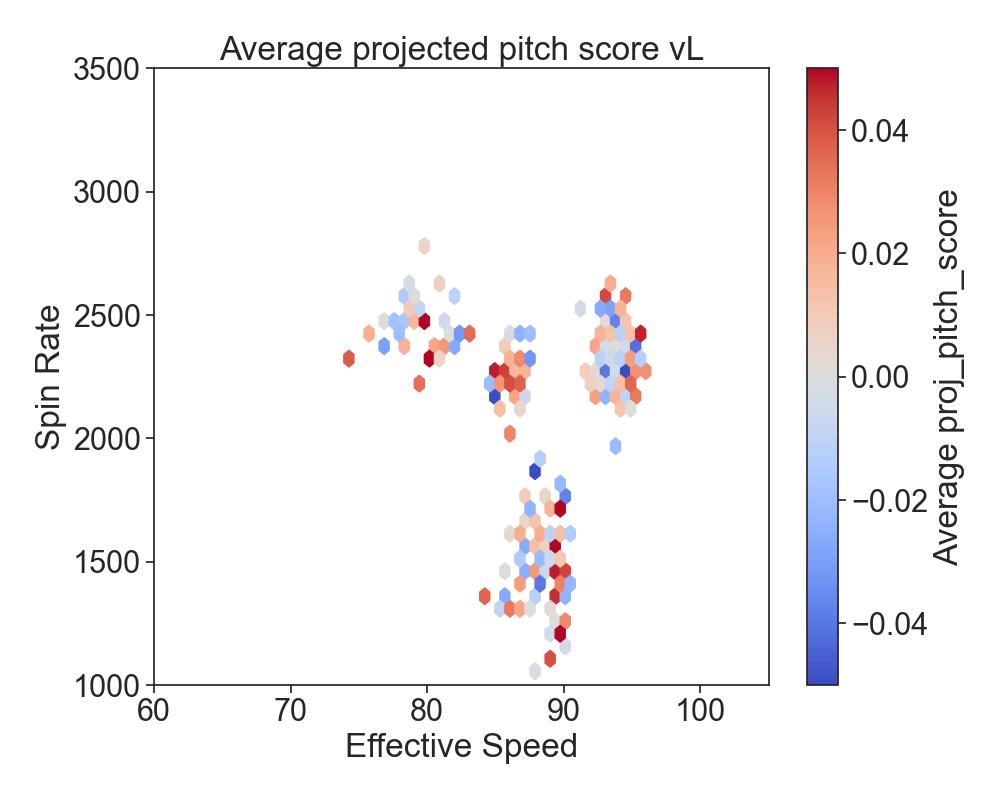 Average projected pitch score vL
3500
3000
2500
2000
1500
1000
Spin Rate
60 70 80 90 100
Effective Speed
0.04
0.02
0.00
−0.02
−0.04
Average proj_pitch_score